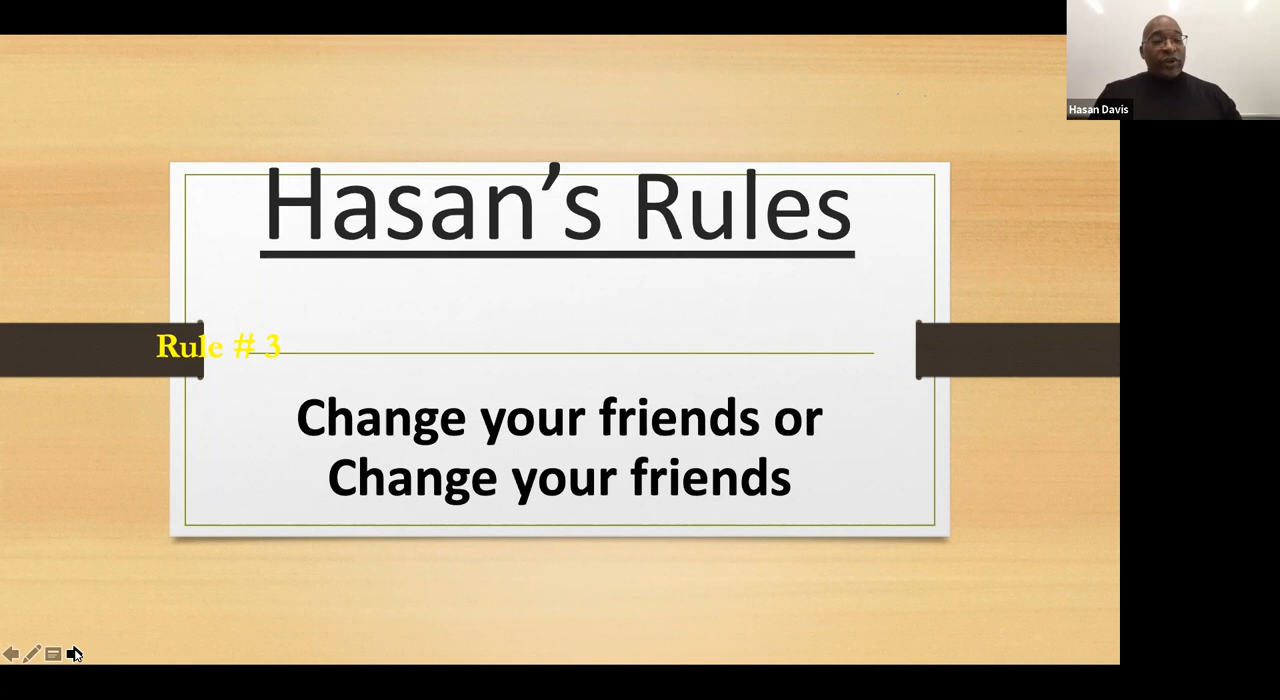 Hasan Davis
Hasan’s Rules
Rule # 3
Change your friends or
Change your friends